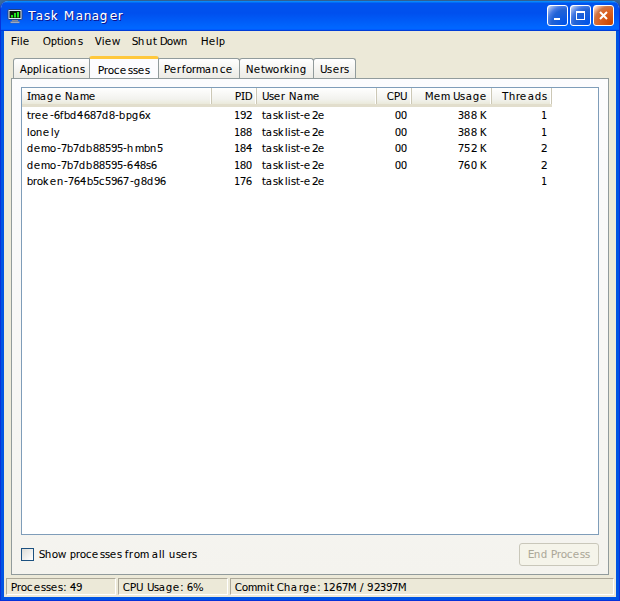 Task Manager
File Options View Shut Down Help
Applications Processes Performance Networking Users
Image Name PID User Name CPU Mem Usage Threads
tree-6fbd4687d8-bpg6x 192 tasklist-e2e 00 388 K 1
lonely 188 tasklist-e2e 00 388 K 1
demo-7b7db88595-hmbn5 184 tasklist-e2e 00 752 K 2
demo-7b7db88595-648s6 180 tasklist-e2e 00 760 K 2
broken-764b5c5967-g8d96 176 tasklist-e2e 1
Show processes from all users End Process
Processes: 49 CPU Usage: 6% Commit Charge: 1267M / 92397M